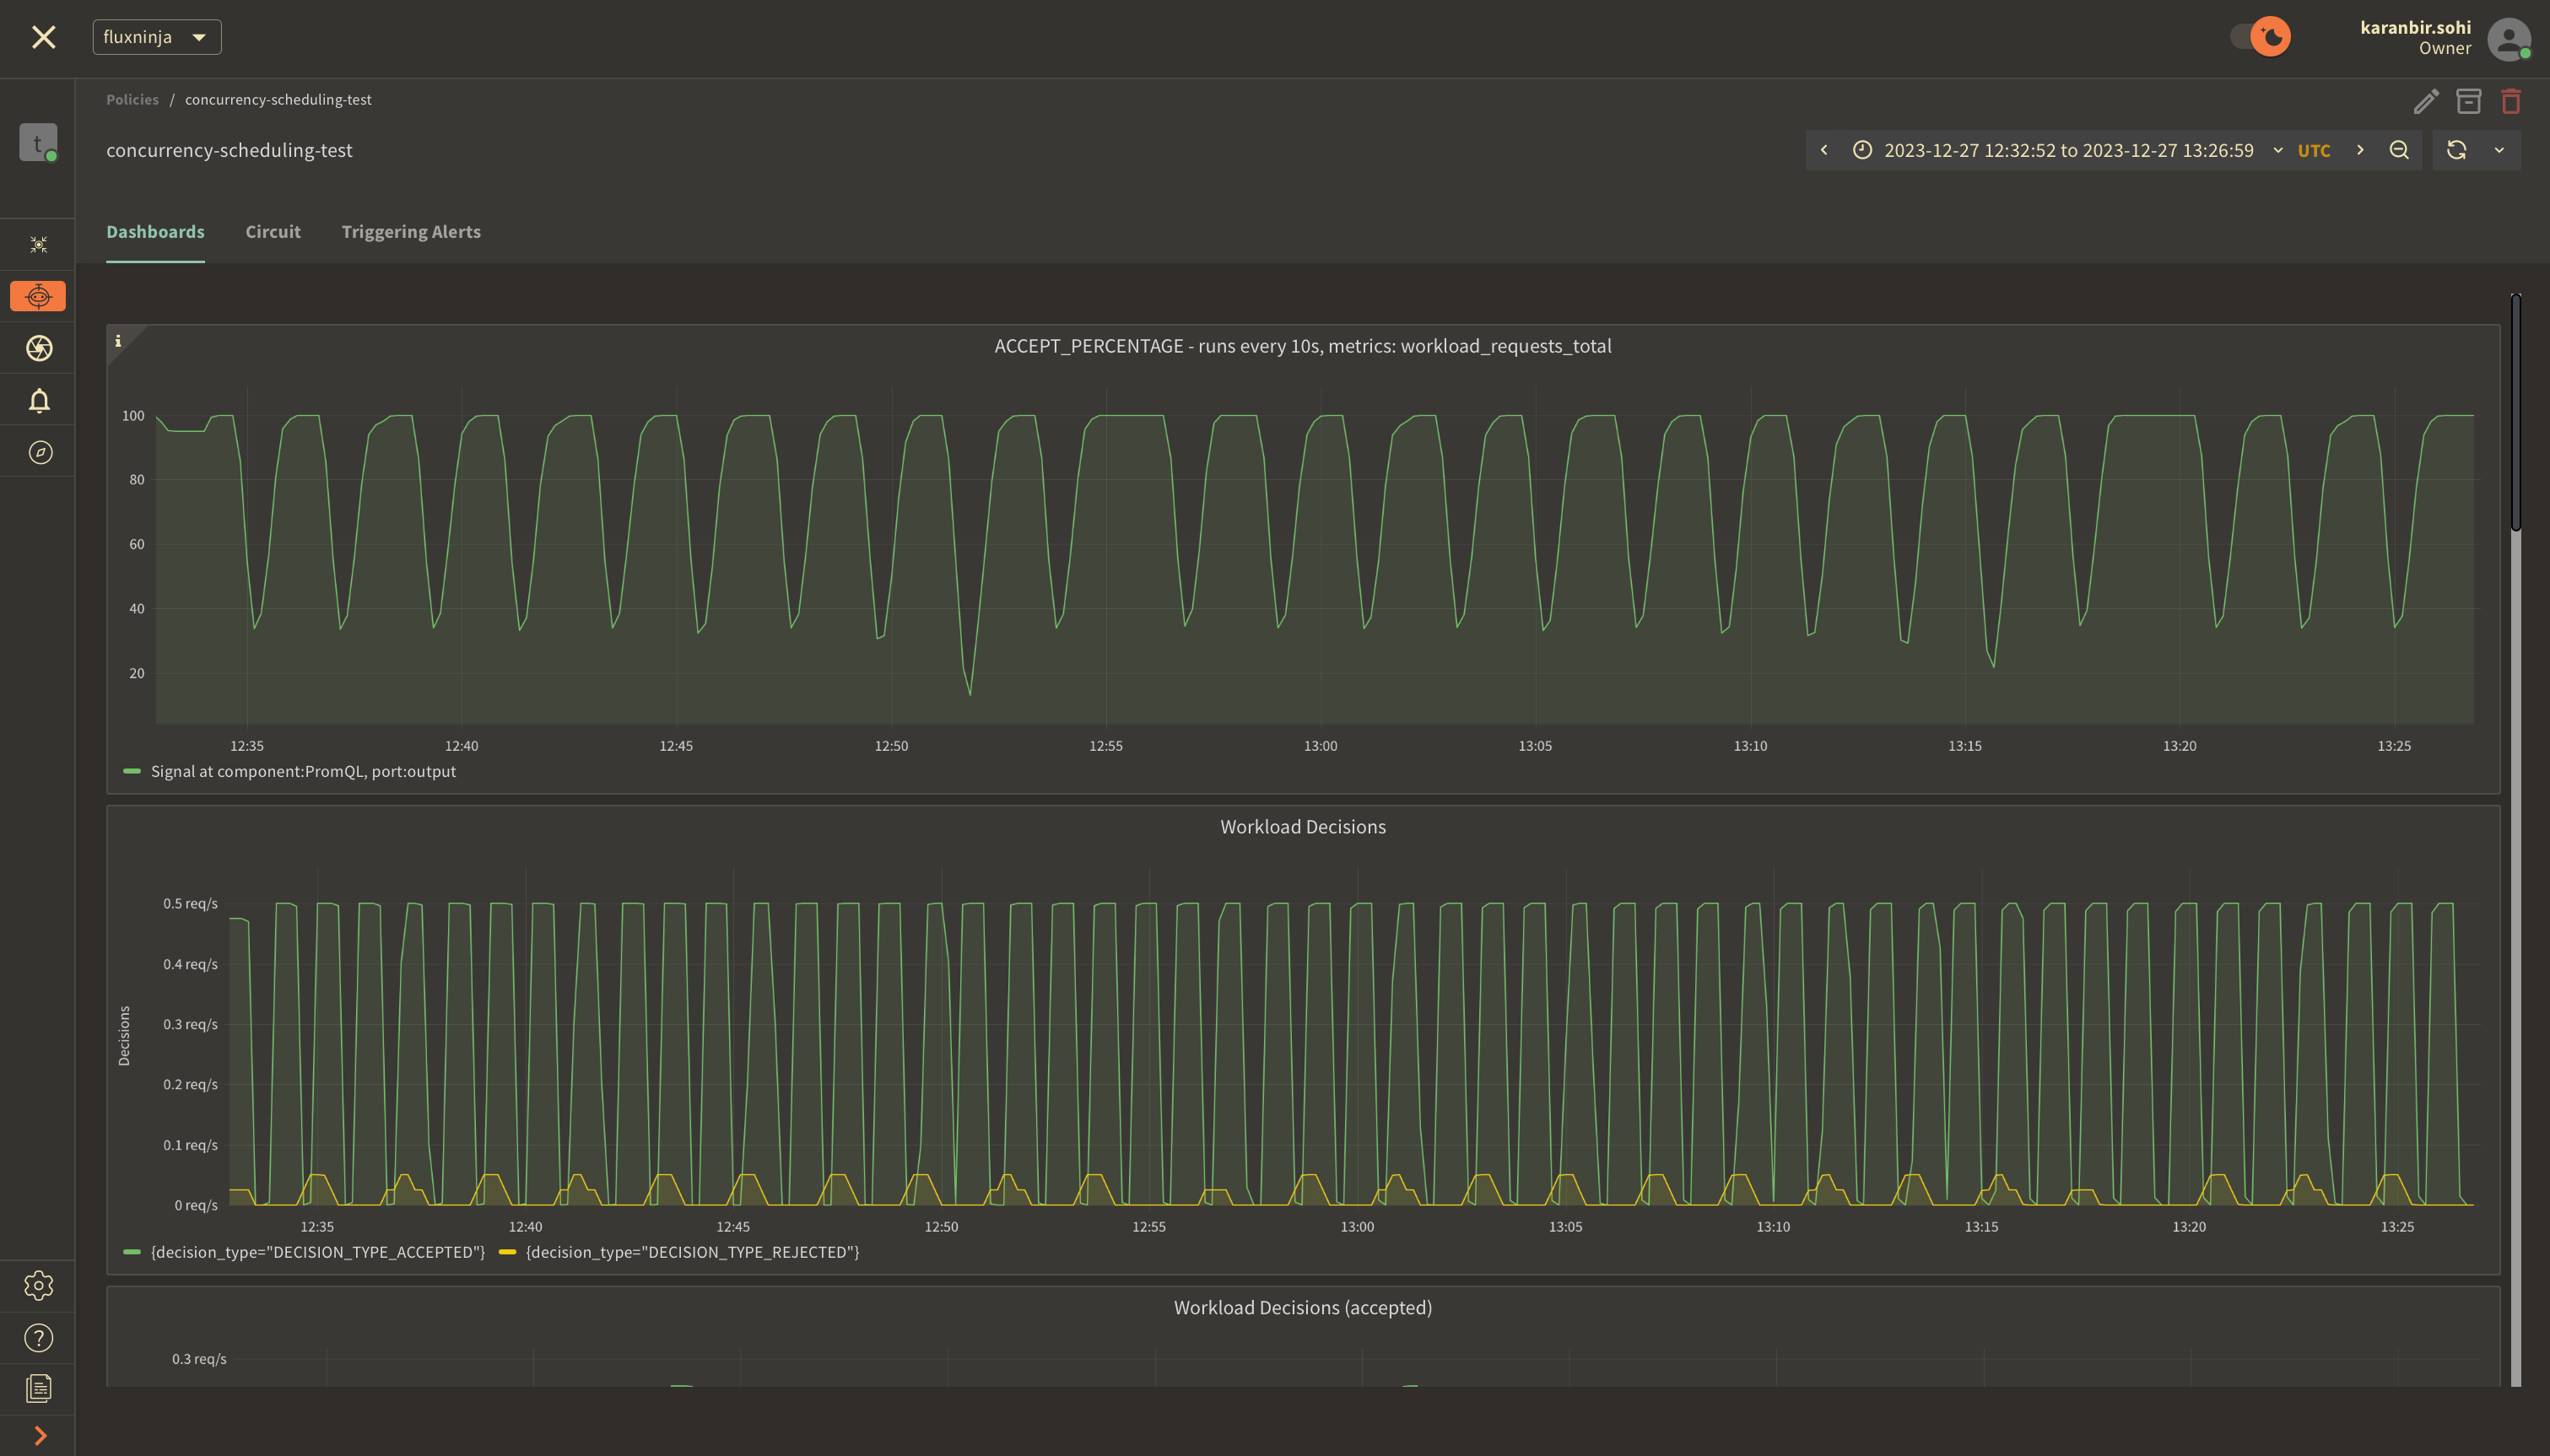 fluxninja
karanbir.sohi
Owner
Policies / concurrency-scheduling-test
t
concurrency-scheduling-test
2023-12-27 12:32:52 to 2023-12-27 13:26:59 UTC
Dashboards Circuit Triggering Alerts
i
ACCEPT_PERCENTAGE - runs every 10s, metrics: workload_requests_total
100
80
60
40
20
12:35 12:40 12:45 12:50 12:55 13:00 13:05 13:10 13:15 13:20 13:25
Signal at component:PromQL, port:output
Workload Decisions
Decisions
0.5 req/s
0.4 req/s
0.3 req/s
0.2 req/s
0.1 req/s
0 req/s
12:35 12:40 12:45 12:50 12:55 13:00 13:05 13:10 13:15 13:20 13:25
{decision_type="DECISION_TYPE_ACCEPTED"} {decision_type="DECISION_TYPE_REJECTED"}
Workload Decisions (accepted)
0.3 req/s